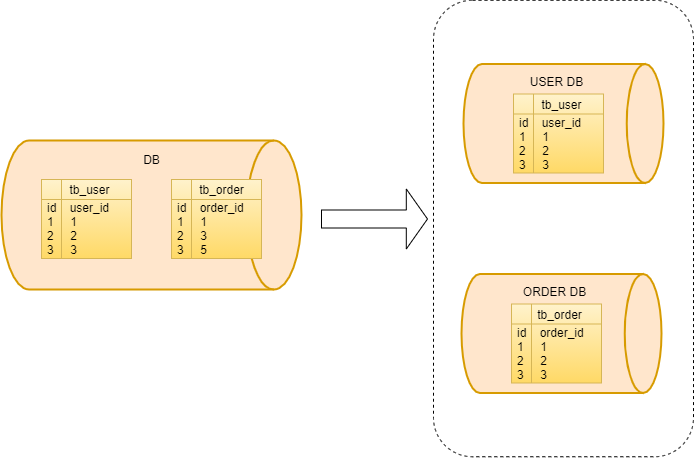 DB
tb_user
id user_id
1 1
2 2
3 3
tb_order
id order_id
1 1
2 3
3 5
USER DB
tb_user
id user_id
1 1
2 2
3 3
ORDER DB
tb_order
id order_id
1 1
2 2
3 3